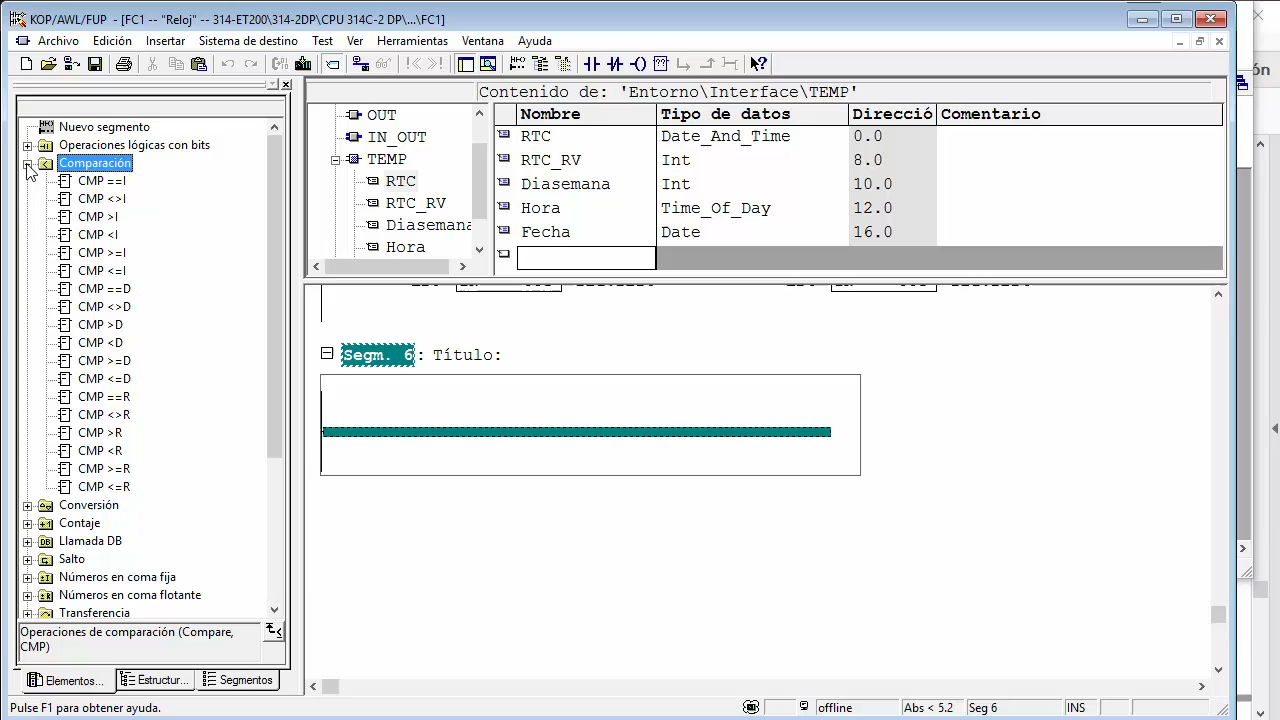 KOP/AWL/FUP - [FC1 -- "Reloj" -- 314-ET200\314-2DP\CPU 314C-2 DP\...\FC1]
Archivo Edición Insertar Sistema de destino Test Ver Herramientas Ventana Ayuda
ón
Contenido de: 'Entorno\Interface\TEMP'
OUT
IN_OUT
TEMP
RTC
RTC_RV
Diasemana
Hora
Nombre Tipo de datos Direcció Comentario
RTC Date_And_Time 0.0
RTC_RV Int 8.0
Diasemana Int 10.0
Hora Time_Of_Day 12.0
Fecha Date 16.0
Nuevo segmento
Operaciones lógicas con bits
Comparación
CMP ==I
CMP <>I
CMP >I
CMP <I
CMP >=I
CMP <=I
CMP ==D
CMP <>D
CMP >D
CMP <D
CMP >=D
CMP <=D
CMP ==R
CMP <>R
CMP >R
CMP <R
CMP >=R
CMP <=R
Conversión
Contaje
Llamada DB
Salto
Números en coma fija
Números en coma flotante
Transferencia
Operaciones de comparación (Compare,
CMP)
Elementos... Estructur... Segmentos
Segm. 6: Título:
Pulse F1 para obtener ayuda. offline Abs < 5.2 Seg 6 INS